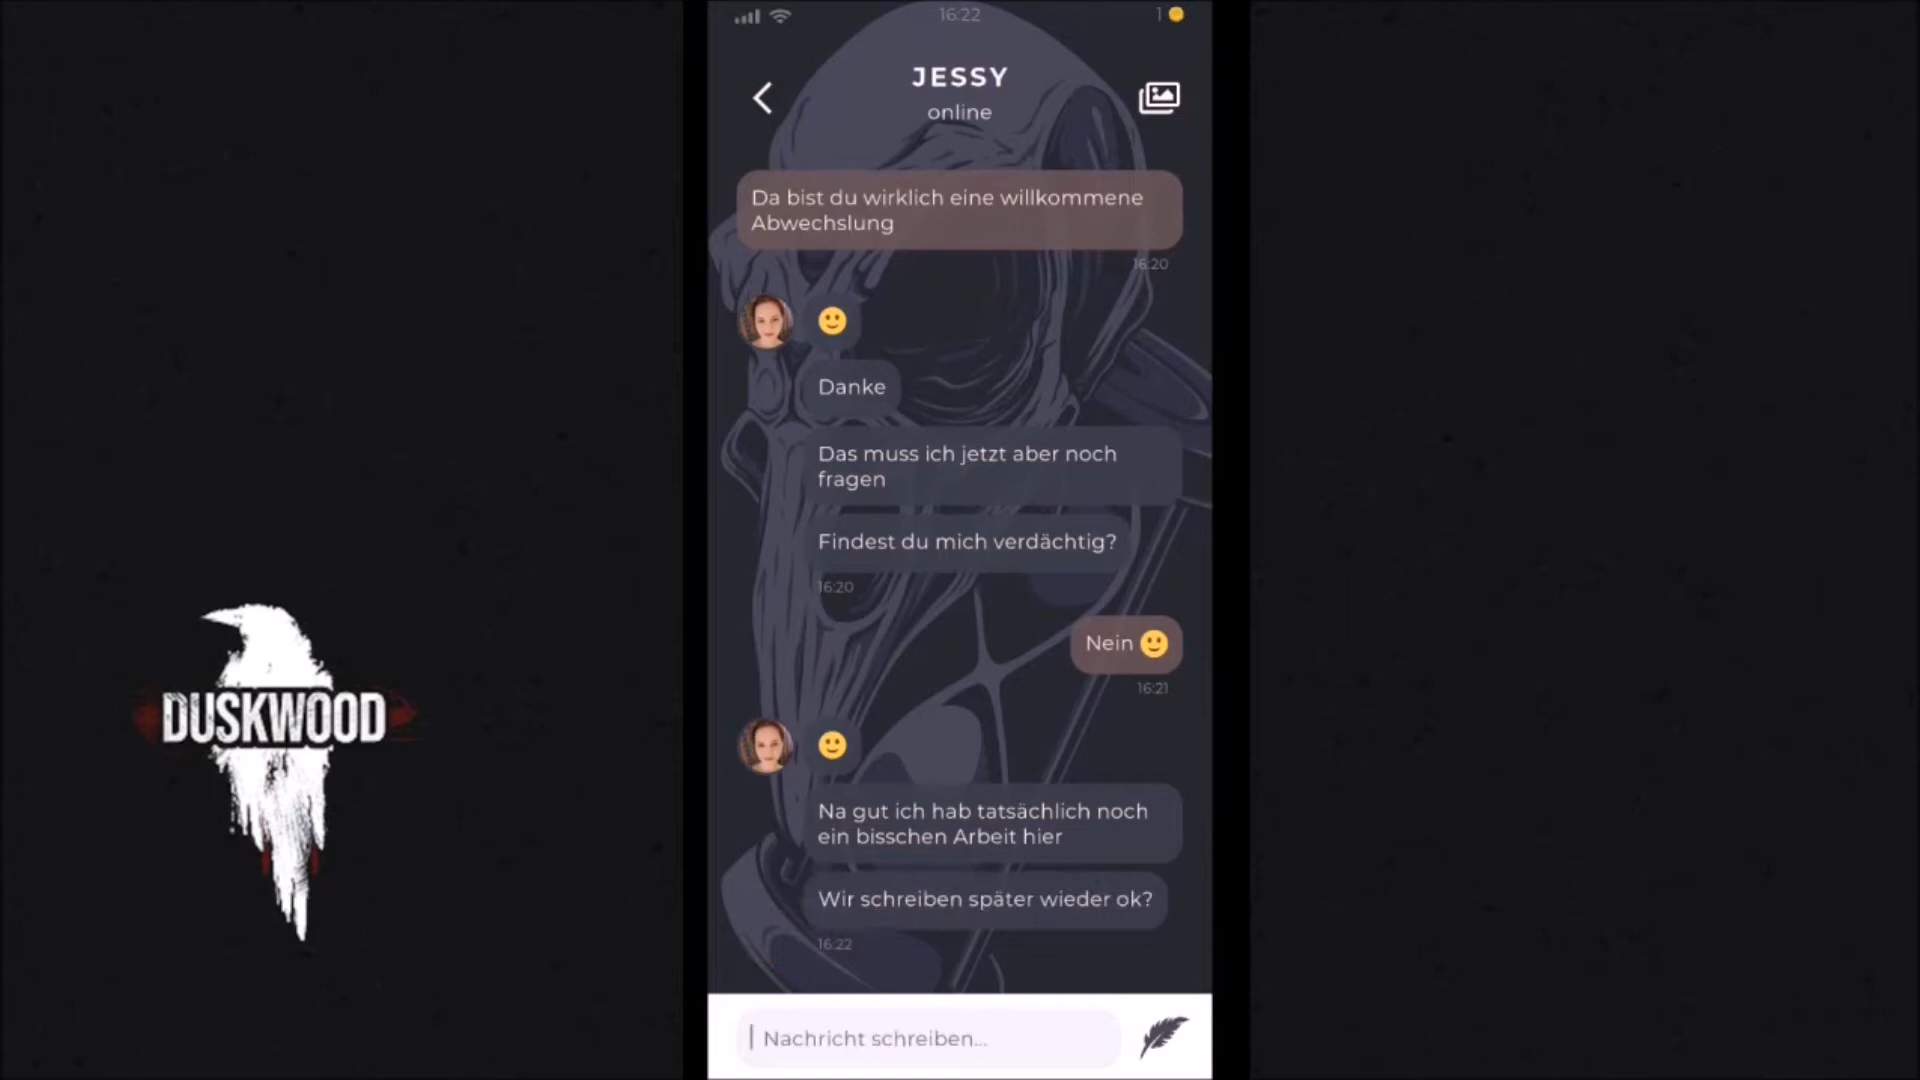 16:22
1
JESSY
online
Da bist du wirklich eine willkommene
Abwechslung
16:20
🙂
Danke
Das muss ich jetzt aber noch
fragen
Findest du mich verdächtig?
16:20
Nein 🙂
16:21
🙂
Na gut ich hab tatsächlich noch
ein bisschen Arbeit hier
Wir schreiben später wieder ok?
16:22
Nachricht schreiben...
DUSKWOOD